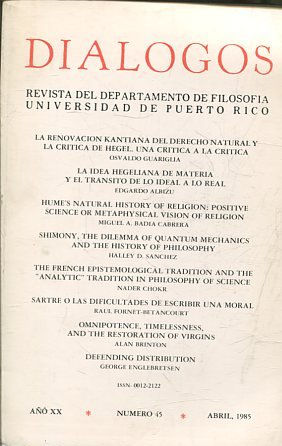 DIALOGOS
REVISTA DEL DEPARTAMENTO DE FILOSOFIA
UNIVERSIDAD DE PUERTO RICO
LA RENOVACION KANTIANA DEL DERECHO NATURAL Y
LA CRITICA DE HEGEL. UNA CRITICA A LA CRITICA
OSVALDO GUARIGLIA
LA IDEA HEGELIANA DE MATERIA
Y EL TRÁNSITO DE LO IDEAL A LO REAL
EDGARDO ALBIZU
HUME'S NATURAL HISTORY OF RELIGION: POSITIVE
SCIENCE OR METAPHYSICAL VISION OF RELIGION
MIGUEL A. BADIA CABRERA
SHIMONY, THE DILEMMA OF QUANTUM MECHANICS
AND THE HISTORY OF PHILOSOPHY
HALLEY D. SANCHEZ
THE FRENCH EPISTEMOLOGICAL TRADITION AND THE
"ANALYTIC" TRADITION IN PHILOSOPHY OF SCIENCE
NADER CHOKR
SARTRE O LAS DIFICULTADES DE ESCRIBIR UNA MORAL
RAUL FORNET-BETANCOURT
OMNIPOTENCE, TIMELESSNESS,
AND THE RESTORATION OF VIRGINS
ALAN BRINTON
DEFENDING DISTRIBUTION
GEORGE ENGLEBRETSEN
ISSN: 0012-2122
AÑO XX * NUMERO 45 * ABRIL, 1985